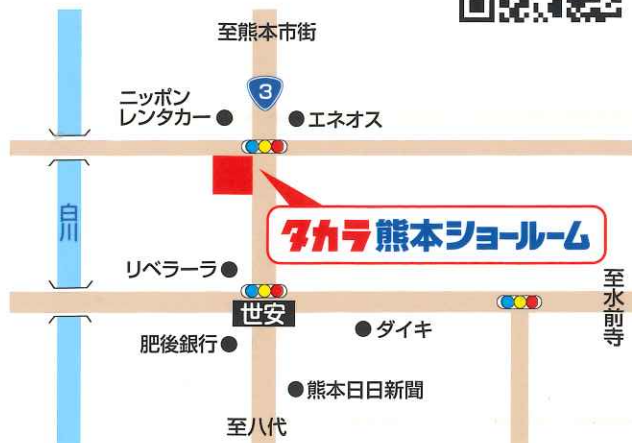 至熊本市街
3
ニッポン
レンタカー
エネオス
タカラ熊本ショールーム
白川
リベラーラ
世安
至水前寺
ダイキ
肥後銀行
熊本日日新聞
至八代